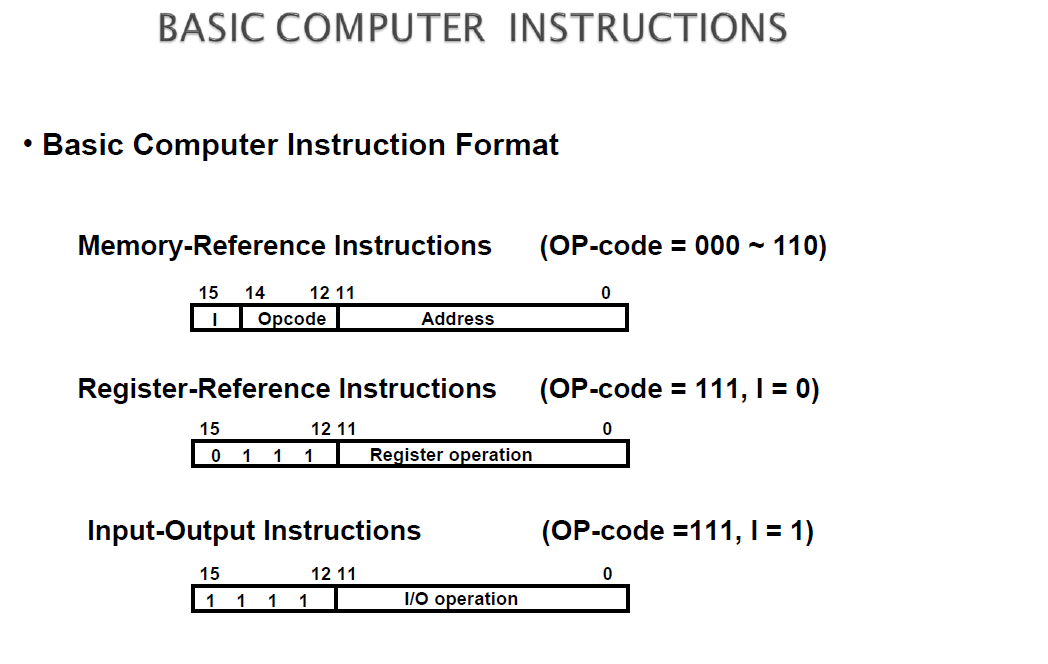 BASIC COMPUTER INSTRUCTIONS
• Basic Computer Instruction Format
Memory-Reference Instructions (OP-code = 000 ~ 110)
15 14 12 11 0
I Opcode Address
Register-Reference Instructions (OP-code = 111, I = 0)
15 12 11 0
0 1 1 1 Register operation
Input-Output Instructions (OP-code =111, I = 1)
15 12 11 0
1 1 1 1 I/O operation